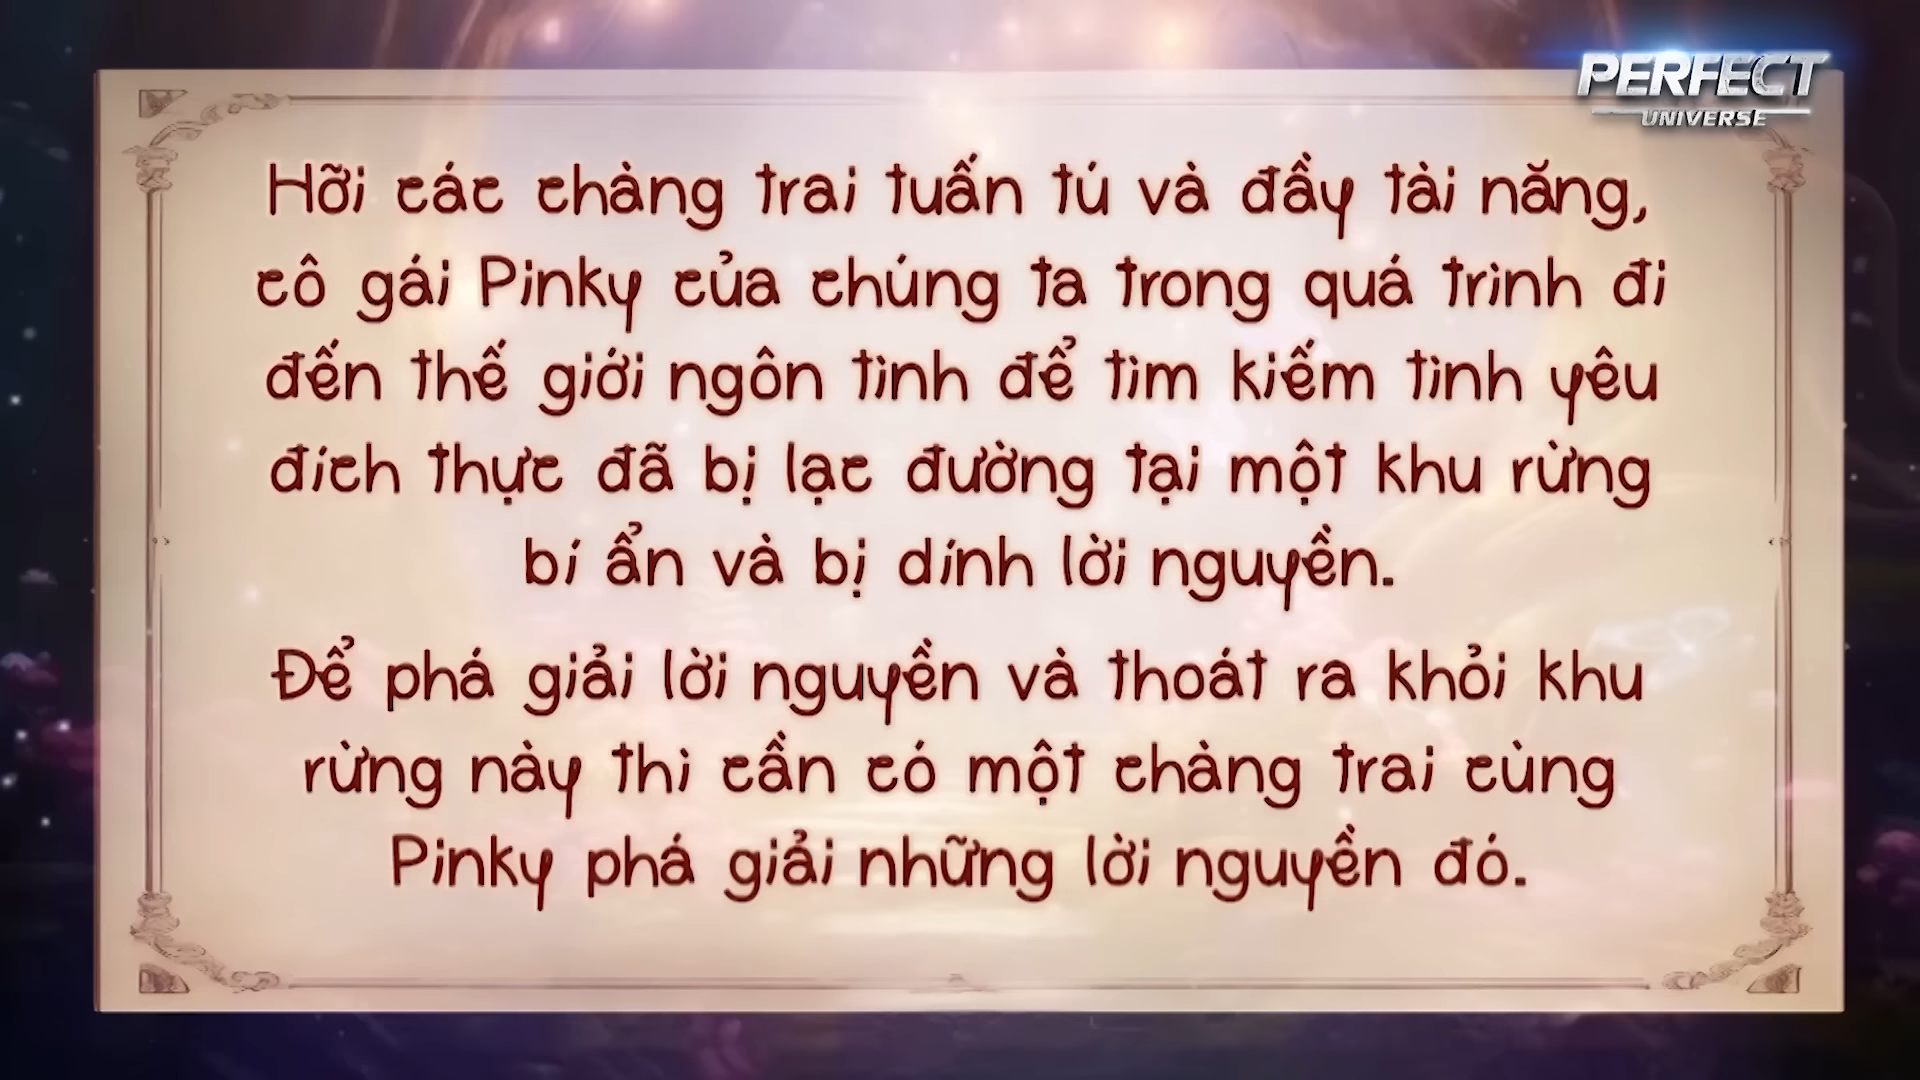 PERFECT
UNIVERSE
Hỡi các chàng trai tuấn tú và đầy tài năng,
cô gái Pinky của chúng ta trong quá trình đi
đến thế giới ngôn tình để tìm kiếm tình yêu
đích thực đã bị lạc đường tại một khu rừng
bí ẩn và bị dính lời nguyền.
Để phá giải lời nguyền và thoát ra khỏi khu
rừng này thì cần có một chàng trai cùng
Pinky phá giải những lời nguyền đó.